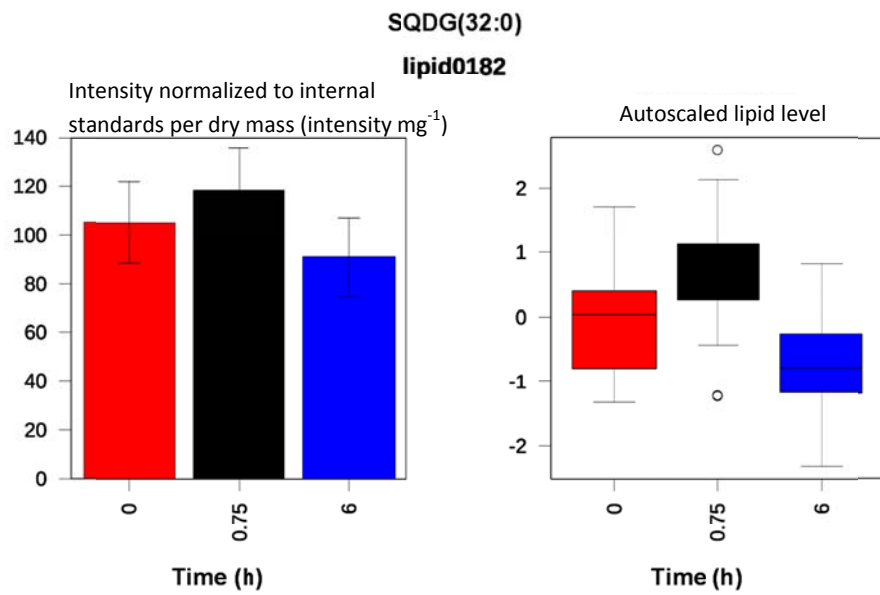 SQDG(32:0)
lipid0182
Intensity normalized to internal
standards per dry mass (intensity mg⁻¹)
140
120
100
80
60
40
20
0
0
0.75
6
Time (h)
Autoscaled lipid level
2
1
0
-1
-2
0
0.75
6
Time (h)